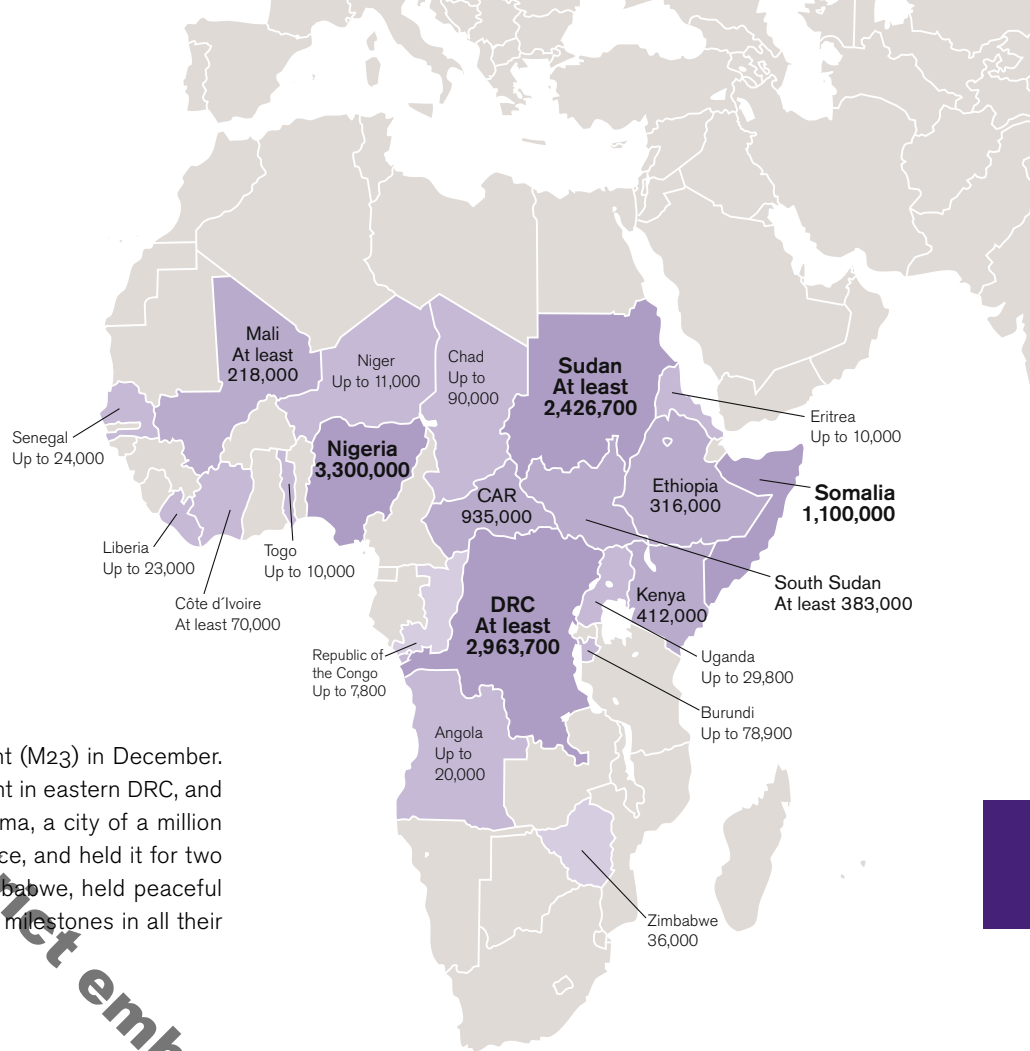 Mali
At least
218,000
Niger
Up to 11,000
Chad
Up to
90,000
Sudan
At least
2,426,700
Eritrea
Up to 10,000
Senegal
Up to 24,000
Nigeria
3,300,000
CAR
935,000
Ethiopia
316,000
Somalia
1,100,000
Liberia
Up to 23,000
Togo
Up to 10,000
Côte d´Ivoire
At least 70,000
South Sudan
At least 383,000
DRC
At least
2,963,700
Kenya
412,000
Republic of
the Congo
Up to 7,800
Uganda
Up to 29,800
Burundi
Up to 78,900
Angola
Up to
20,000
Zimbabwe
36,000
nt (M23) in December.
nt in eastern DRC, and
ma, a city of a million
ce, and held it for two
babwe, held peaceful
milestones in all their
rict emb